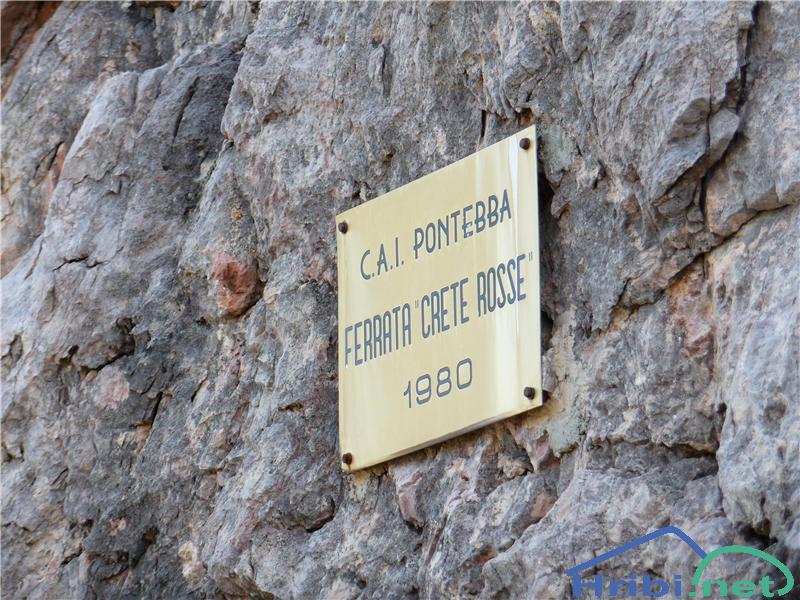 C.A.I. PONTEBBA
FERRATA "CRETE ROSSE"
1980
Hribi.net